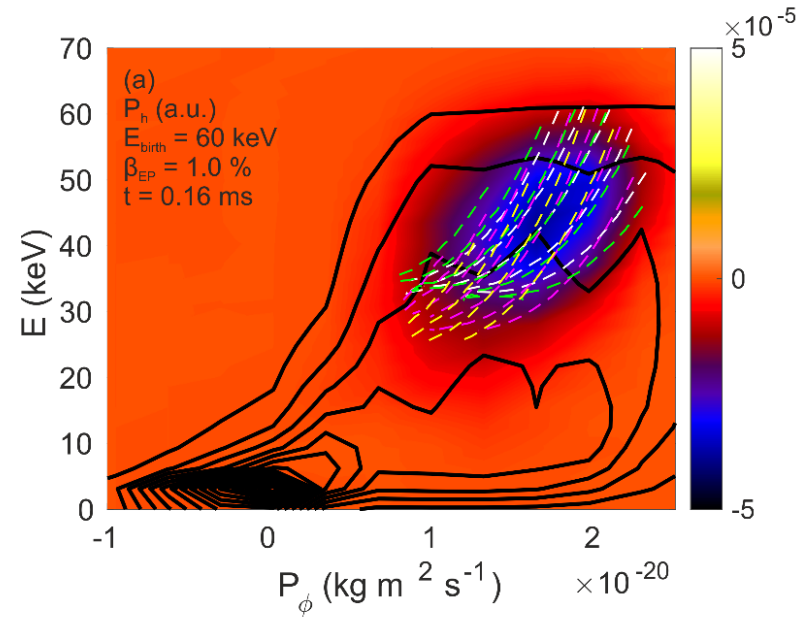 ×10 -5
70
60
50
40
30
20
10
0
E (keV)
(a)
P_h (a.u.)
E_birth = 60 keV
β_EP = 1.0 %
t = 0.16 ms
5
0
-5
-1
0
1
2
P_ϕ (kg m ² s⁻¹)
×10 -20